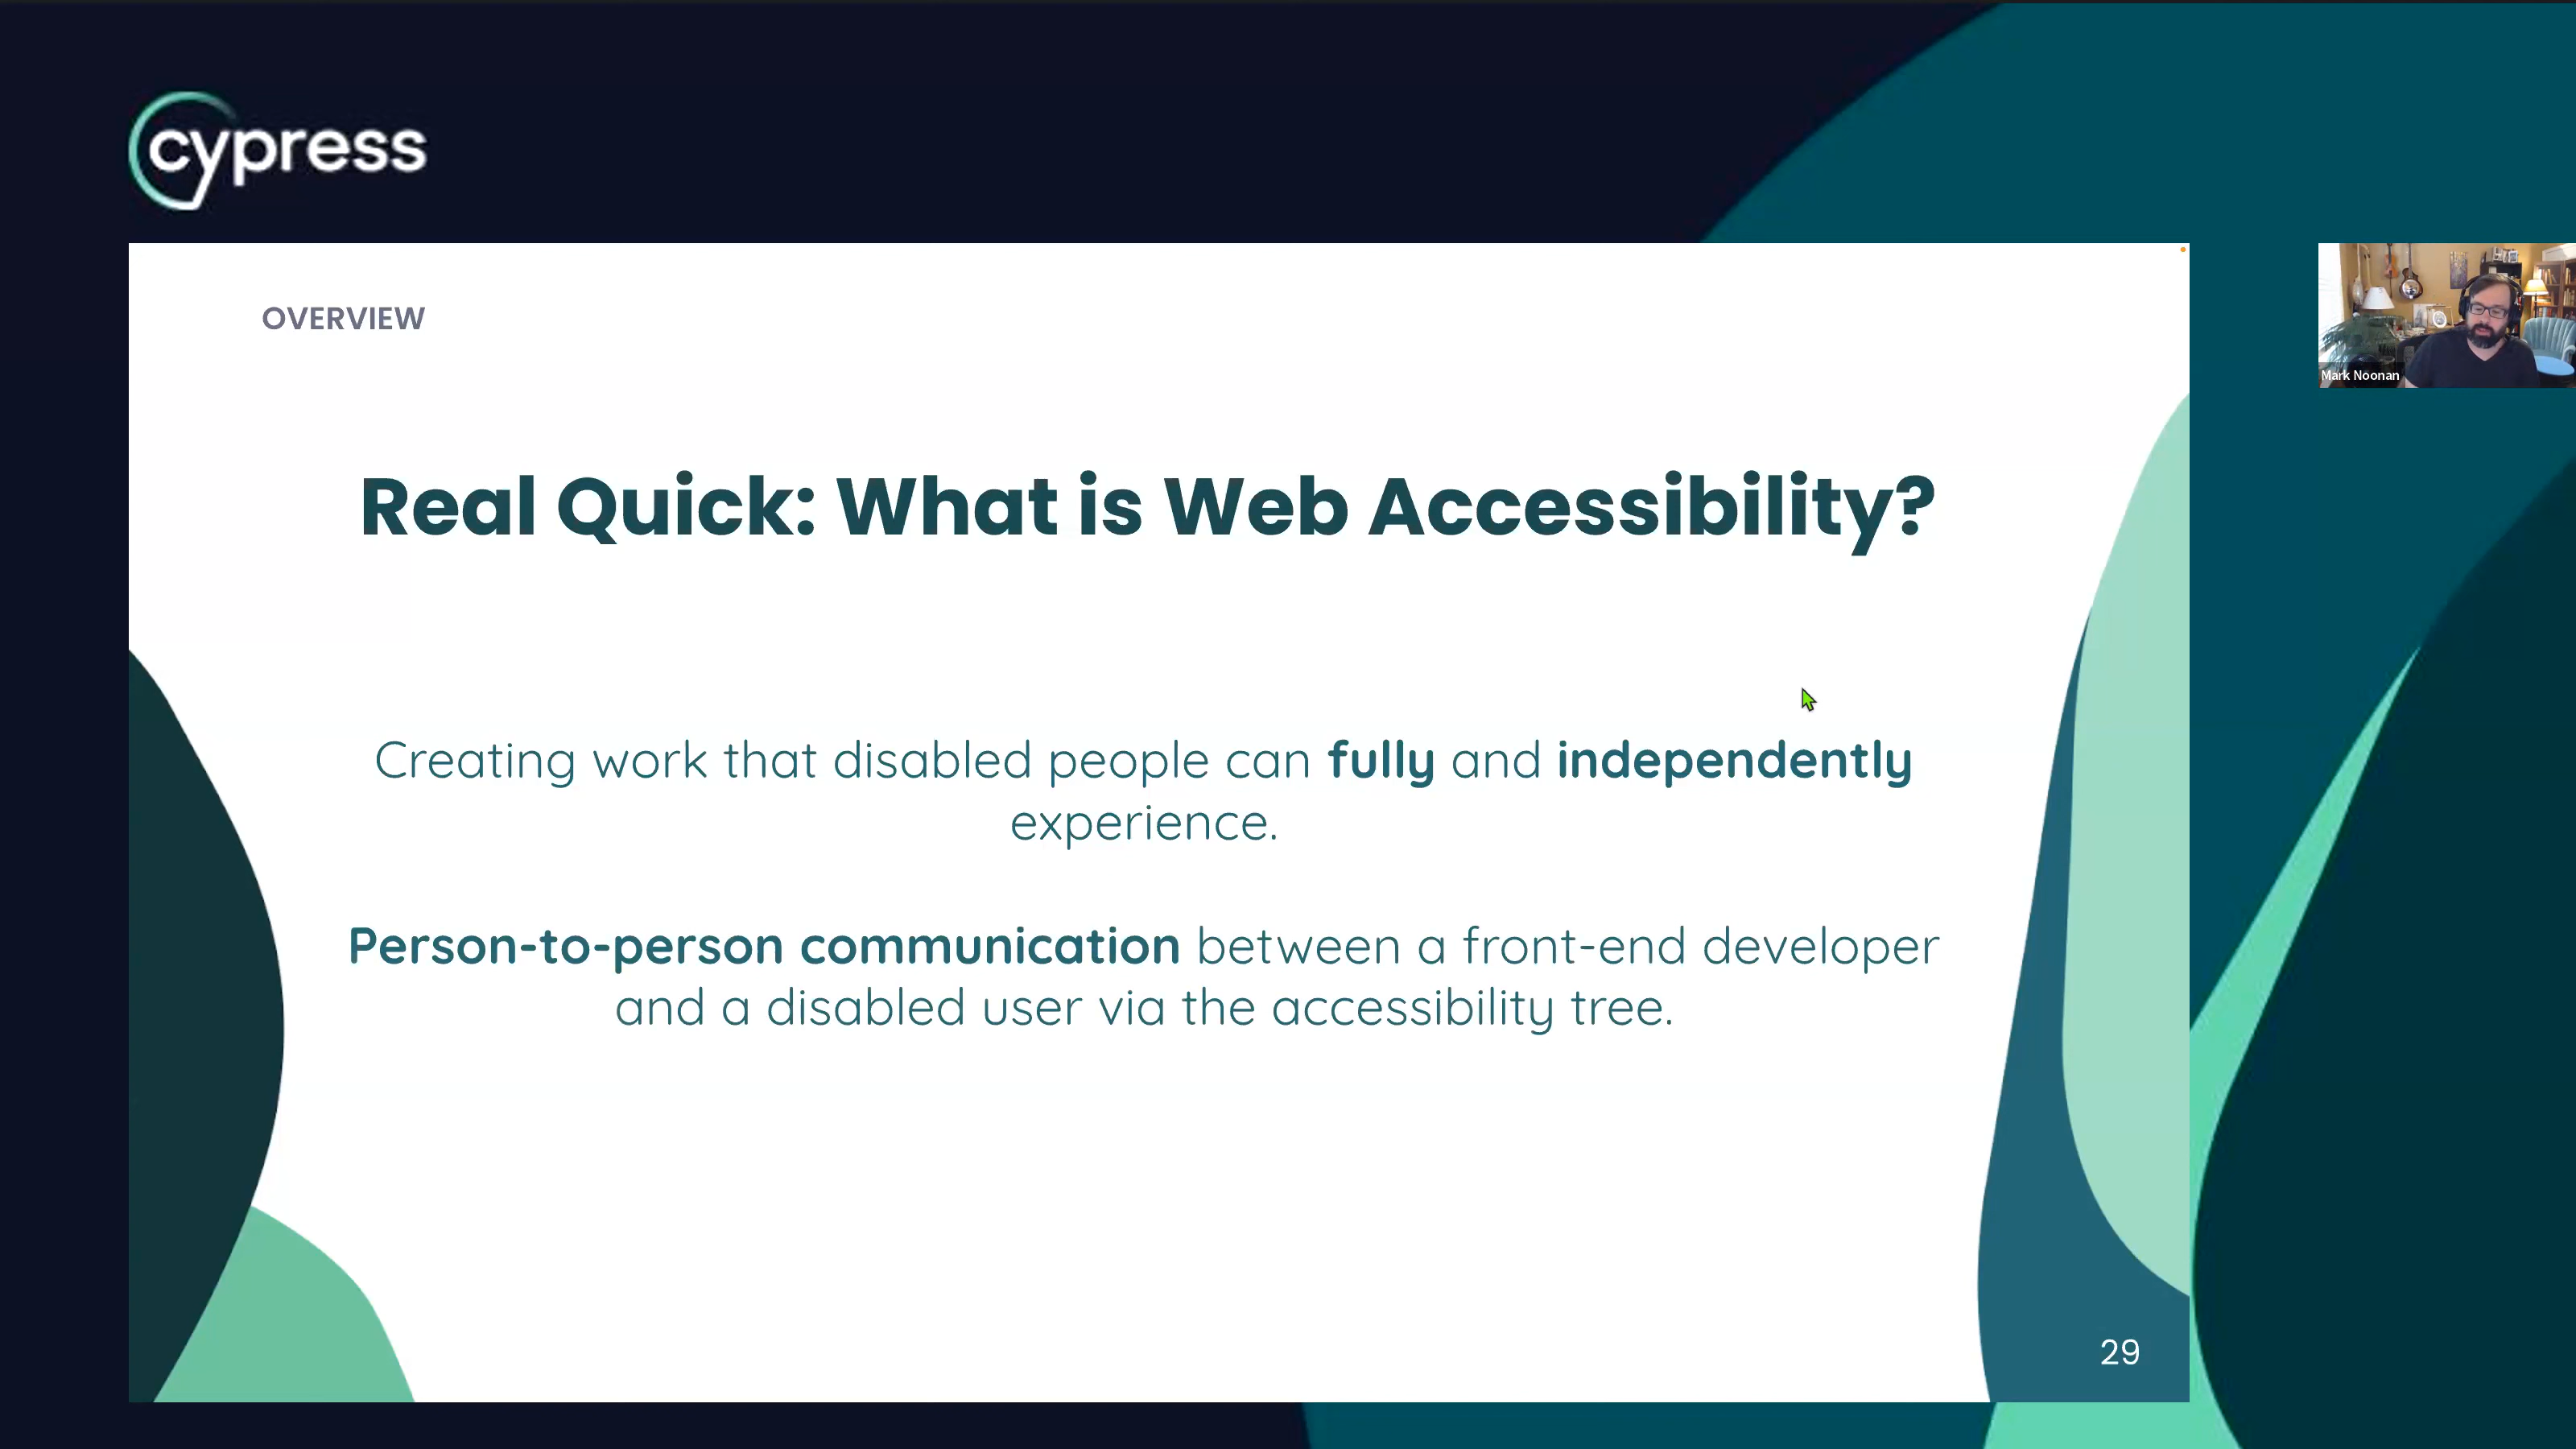 cypress
OVERVIEW
Real Quick: What is Web Accessibility?
Mark Noonan
Creating work that disabled people can fully and independently
experience.
Person-to-person communication between a front-end developer
and a disabled user via the accessibility tree.
29